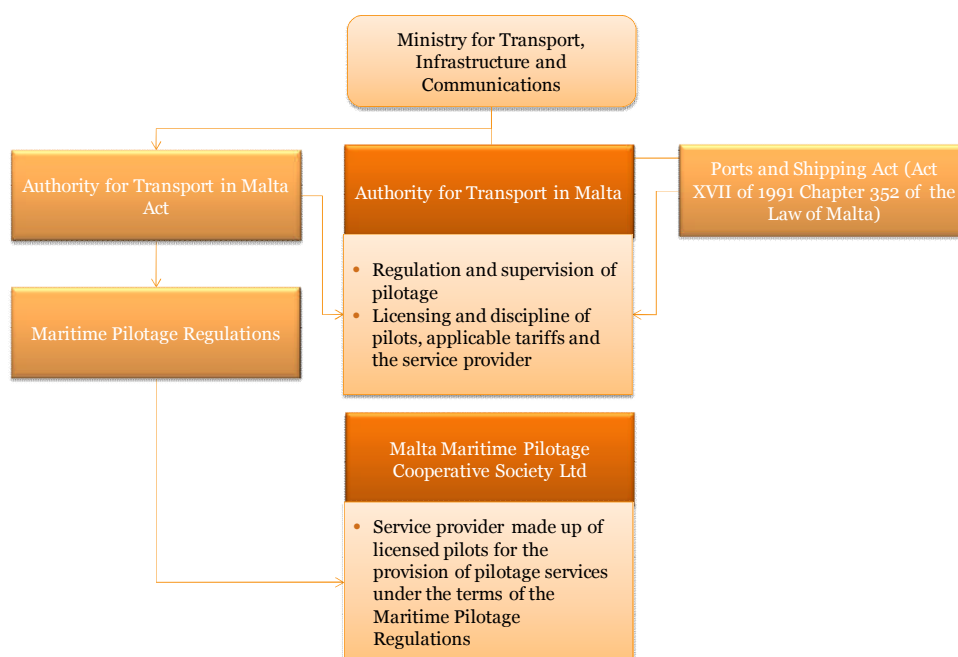 Ministry for Transport,
Infrastructure and
Communications
Authority for Transport in Malta
Act
Authority for Transport in Malta
Ports and Shipping Act (Act
XVII of 1991 Chapter 352 of the
Law of Malta)
• Regulation and supervision of
pilotage
• Licensing and discipline of
pilots, applicable tariffs and
the service provider
Maritime Pilotage Regulations
Malta Maritime Pilotage
Cooperative Society Ltd
• Service provider made up of
licensed pilots for the
provision of pilotage services
under the terms of the
Maritime Pilotage
Regulations